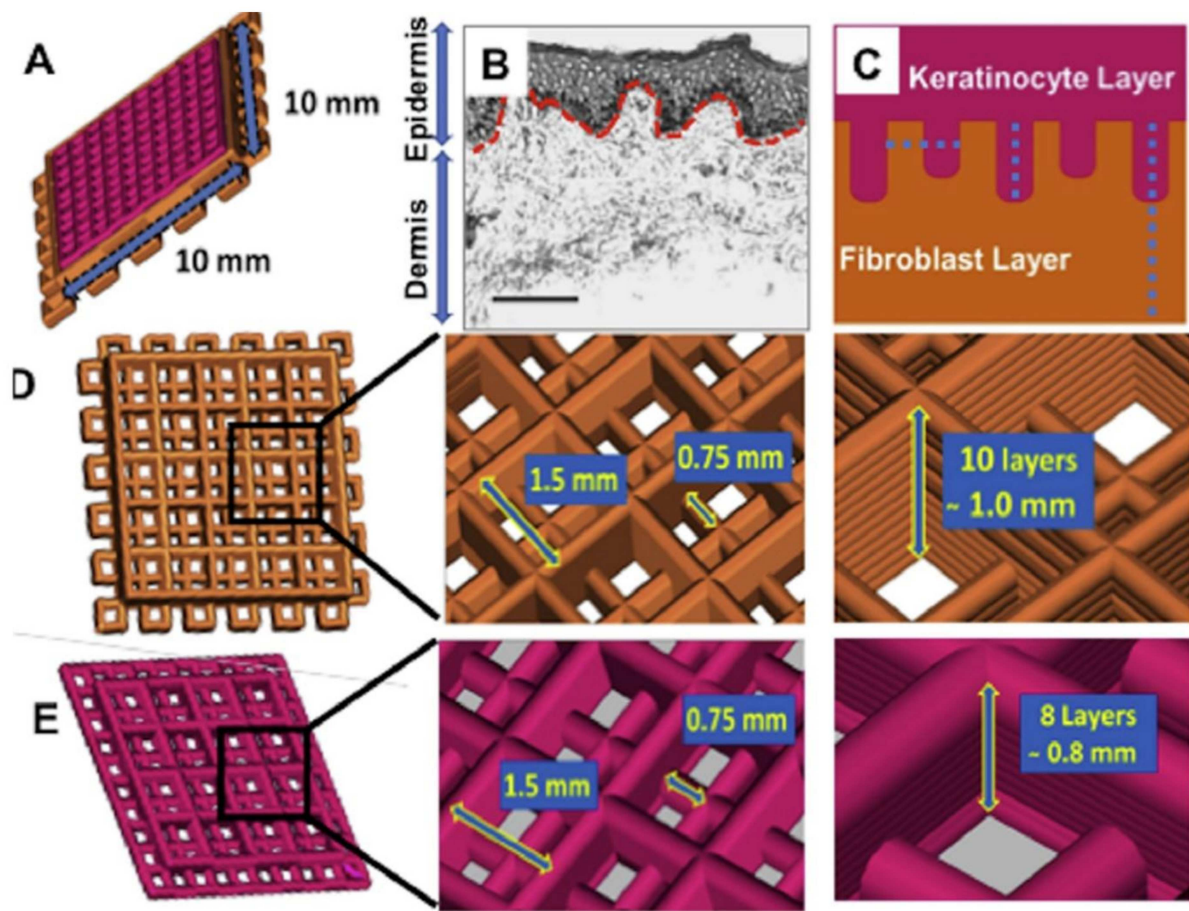 A
10 mm
10 mm
Epidermis
Dermis
B
C
Keratinocyte Layer
Fibroblast Layer
D
1.5 mm
0.75 mm
10 layers
~ 1.0 mm
E
1.5 mm
0.75 mm
8 Layers
~ 0.8 mm